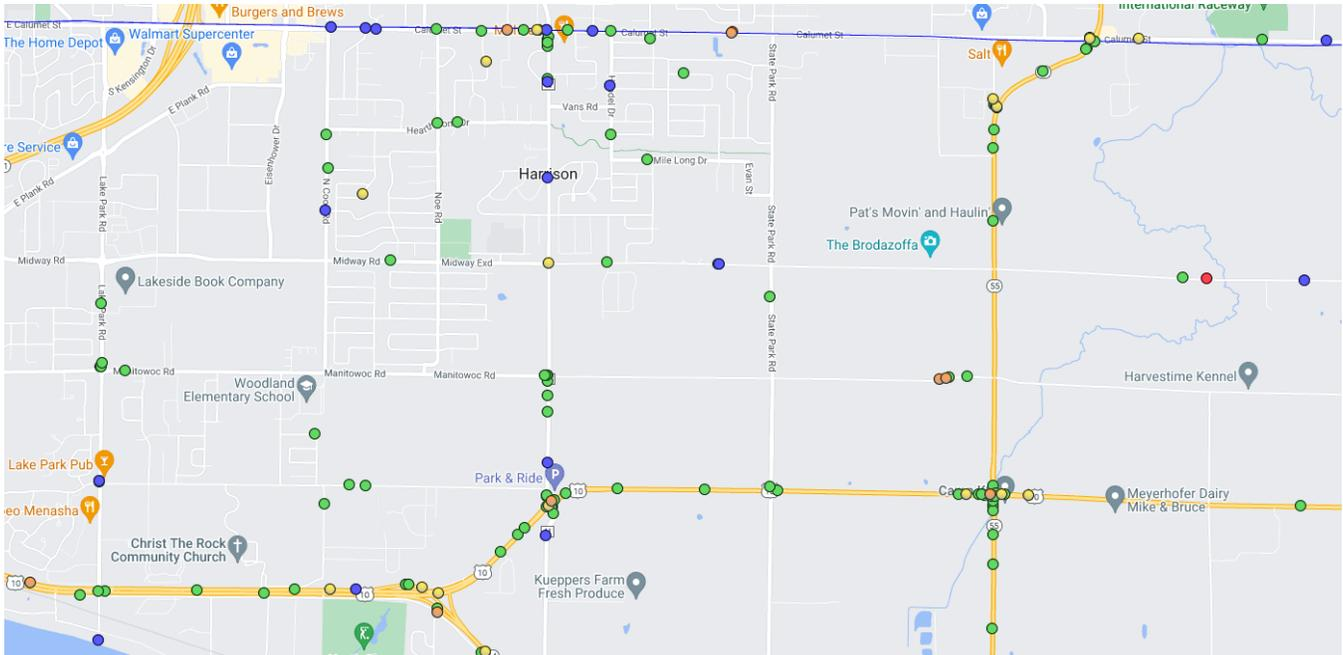 Burgers and Brews
International Raceway
E Calumet St
Calumet St
Calumet St
Calumet St
Calumet St
The Home Depot
Walmart Supercenter
Salt
S Kensington Dr
E Plank Rd
State Park Rd
Vans Rd
re Service
Eisenhower Dr
Mile Long Dr
E Plank Rd
Lake Park Rd
Harrison
Evan St
Noe Rd
State Park Rd
Pat's Movin' and Haulin'
The Brodazoffa
Midway Rd
Midway Rd
Midway Exd
Lakeside Book Company
55
Lake Park Rd
State Park Rd
Manitowoc Rd
Manitowoc Rd
Manitowoc Rd
Woodland
Elementary School
Harvestime Kennel
Lake Park Pub
Park & Ride
P
10
Meyerhofer Dairy
Mike & Bruce
eo Menasha
55
Christ The Rock
Community Church
10
10
10
Kueppers Farm
Fresh Produce